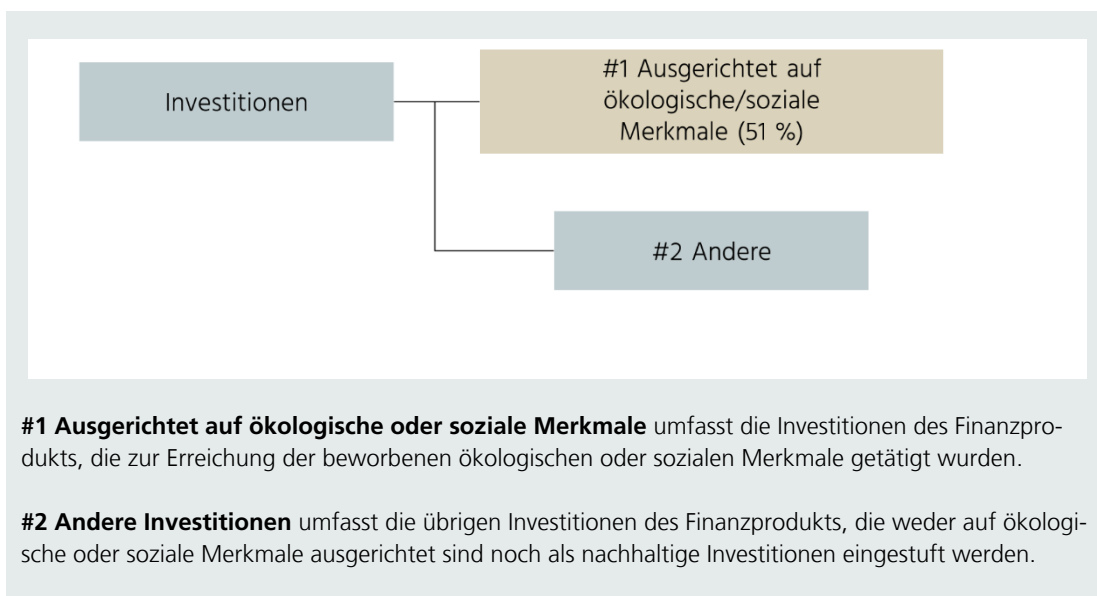 Investitionen
#1 Ausgerichtet auf
ökologische/soziale
Merkmale (51 %)
#2 Andere
#1 Ausgerichtet auf ökologische oder soziale Merkmale umfasst die Investitionen des Finanzpro-
dukts, die zur Erreichung der beworbenen ökologischen oder sozialen Merkmale getätigt wurden.
#2 Andere Investitionen umfasst die übrigen Investitionen des Finanzprodukts, die weder auf ökologi-
sche oder soziale Merkmale ausgerichtet sind noch als nachhaltige Investitionen eingestuft werden.